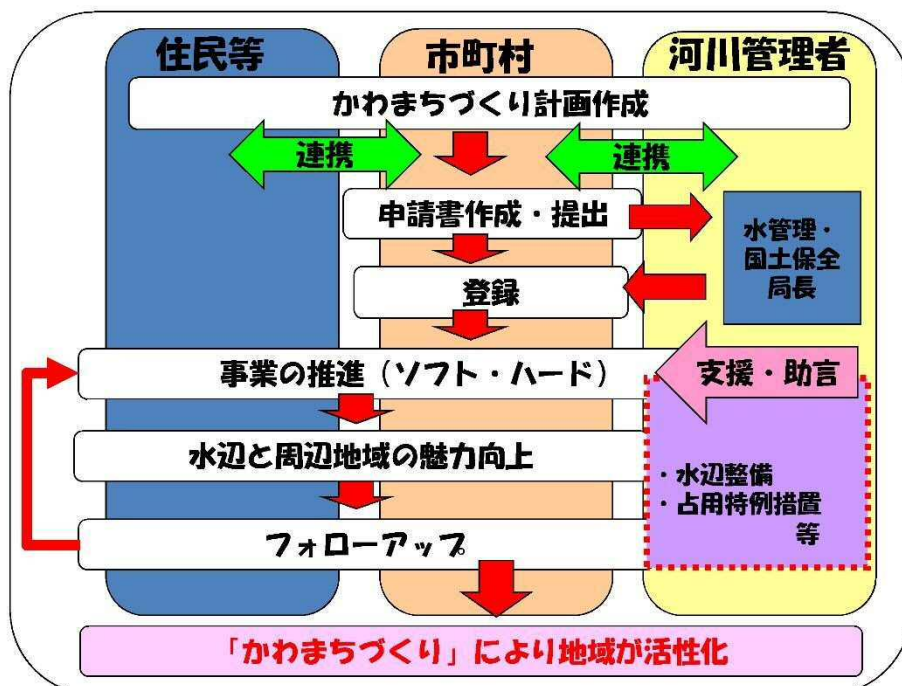 住民等
市町村
河川管理者
かわまちづくり計画作成
連携
連携
申請書作成・提出
水管理・
国土保全
局長
登録
事業の推進（ソフト・ハード）
支援・助言
水辺と周辺地域の魅力向上
・水辺整備
・占用特例措置
等
フォローアップ
「かわまちづくり」により地域が活性化